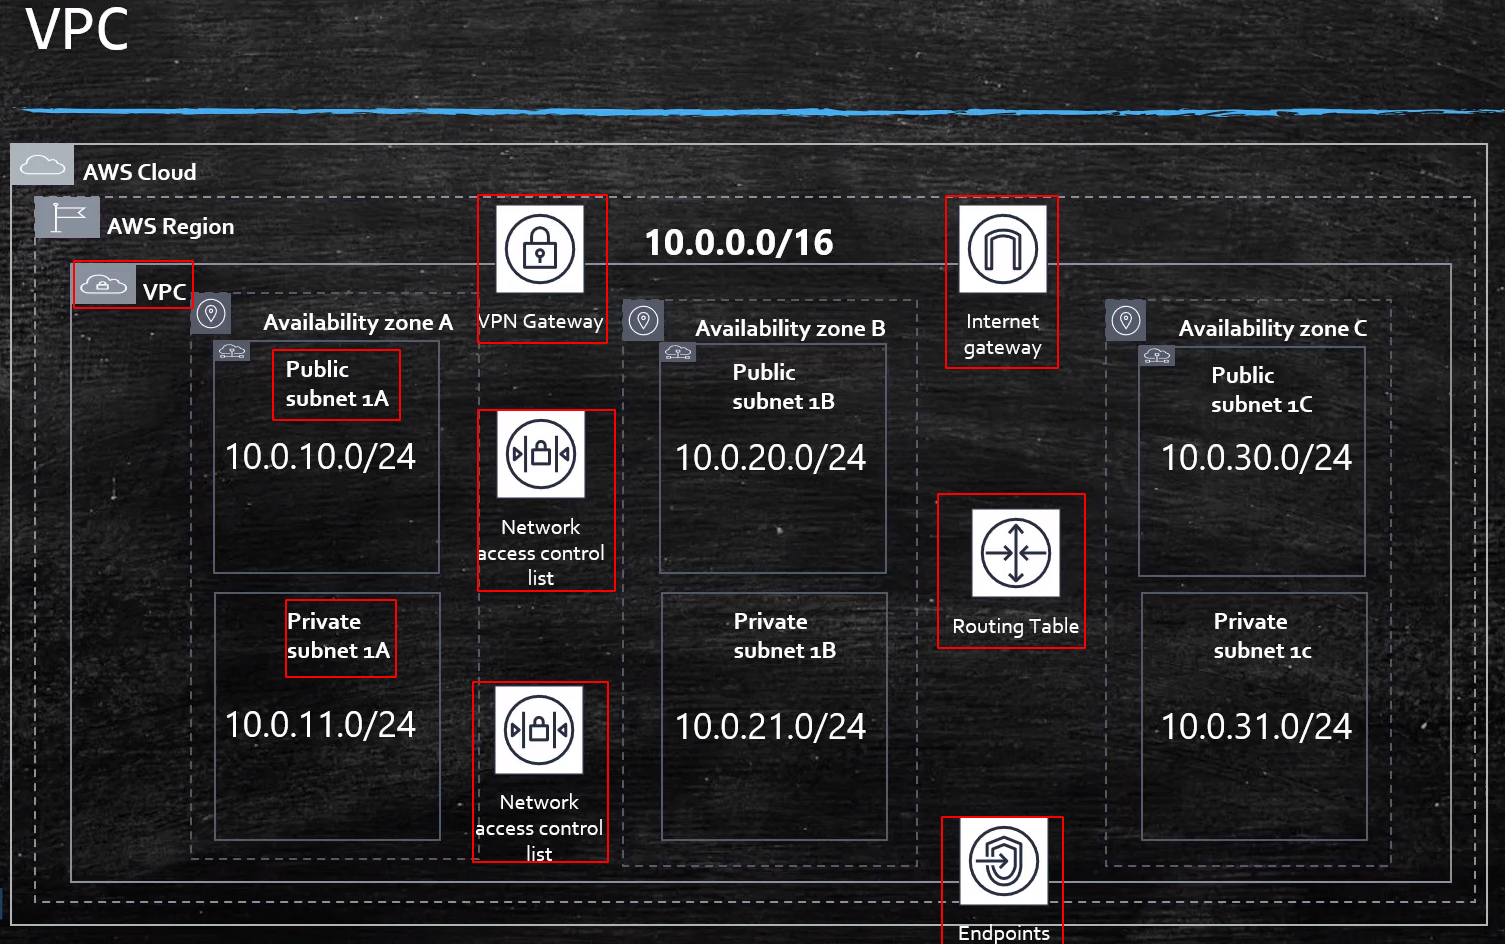 VPC
AWS Cloud
AWS Region
10.0.0.0/16
VPC
VPN Gateway
Internet
gateway
Availability zone A
Availability zone B
Availability zone C
Public
subnet 1A
10.0.10.0/24
Public
subnet 1B
10.0.20.0/24
Public
subnet 1C
10.0.30.0/24
Network
access control
list
Routing Table
Private
subnet 1A
10.0.11.0/24
Private
subnet 1B
10.0.21.0/24
Private
subnet 1c
10.0.31.0/24
Network
access control
list
Endpoints